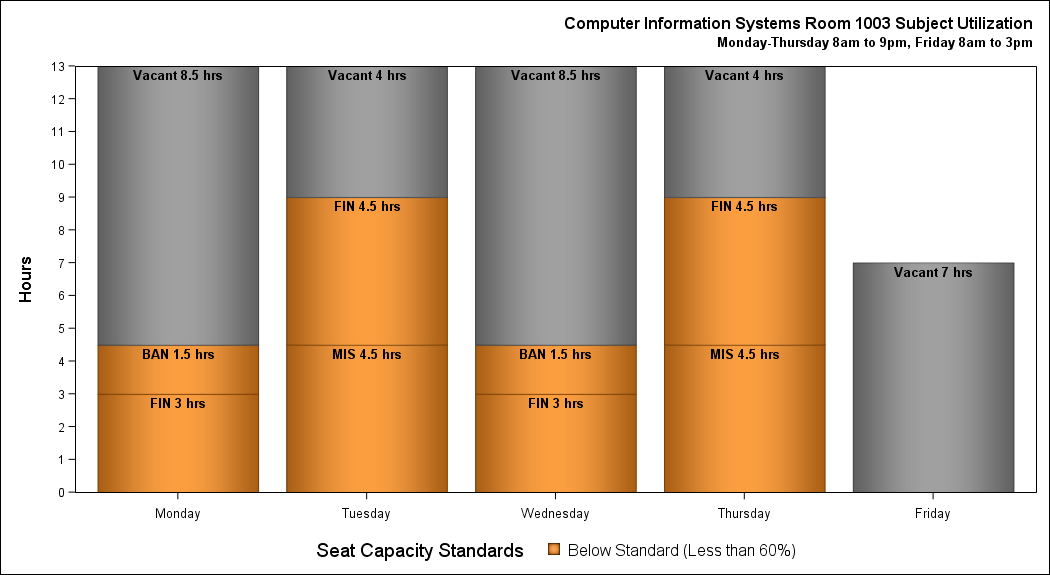 Computer Information Systems Room 1003 Subject Utilization
Monday-Thursday 8am to 9pm, Friday 8am to 3pm
Hours
13
12
11
10
9
8
7
6
5
4
3
2
1
0
Vacant 8.5 hrs
BAN 1.5 hrs
FIN 3 hrs
Vacant 4 hrs
FIN 4.5 hrs
MIS 4.5 hrs
Vacant 8.5 hrs
BAN 1.5 hrs
FIN 3 hrs
Vacant 4 hrs
FIN 4.5 hrs
MIS 4.5 hrs
Vacant 7 hrs
Monday Tuesday Wednesday Thursday Friday
Seat Capacity Standards Below Standard (Less than 60%)